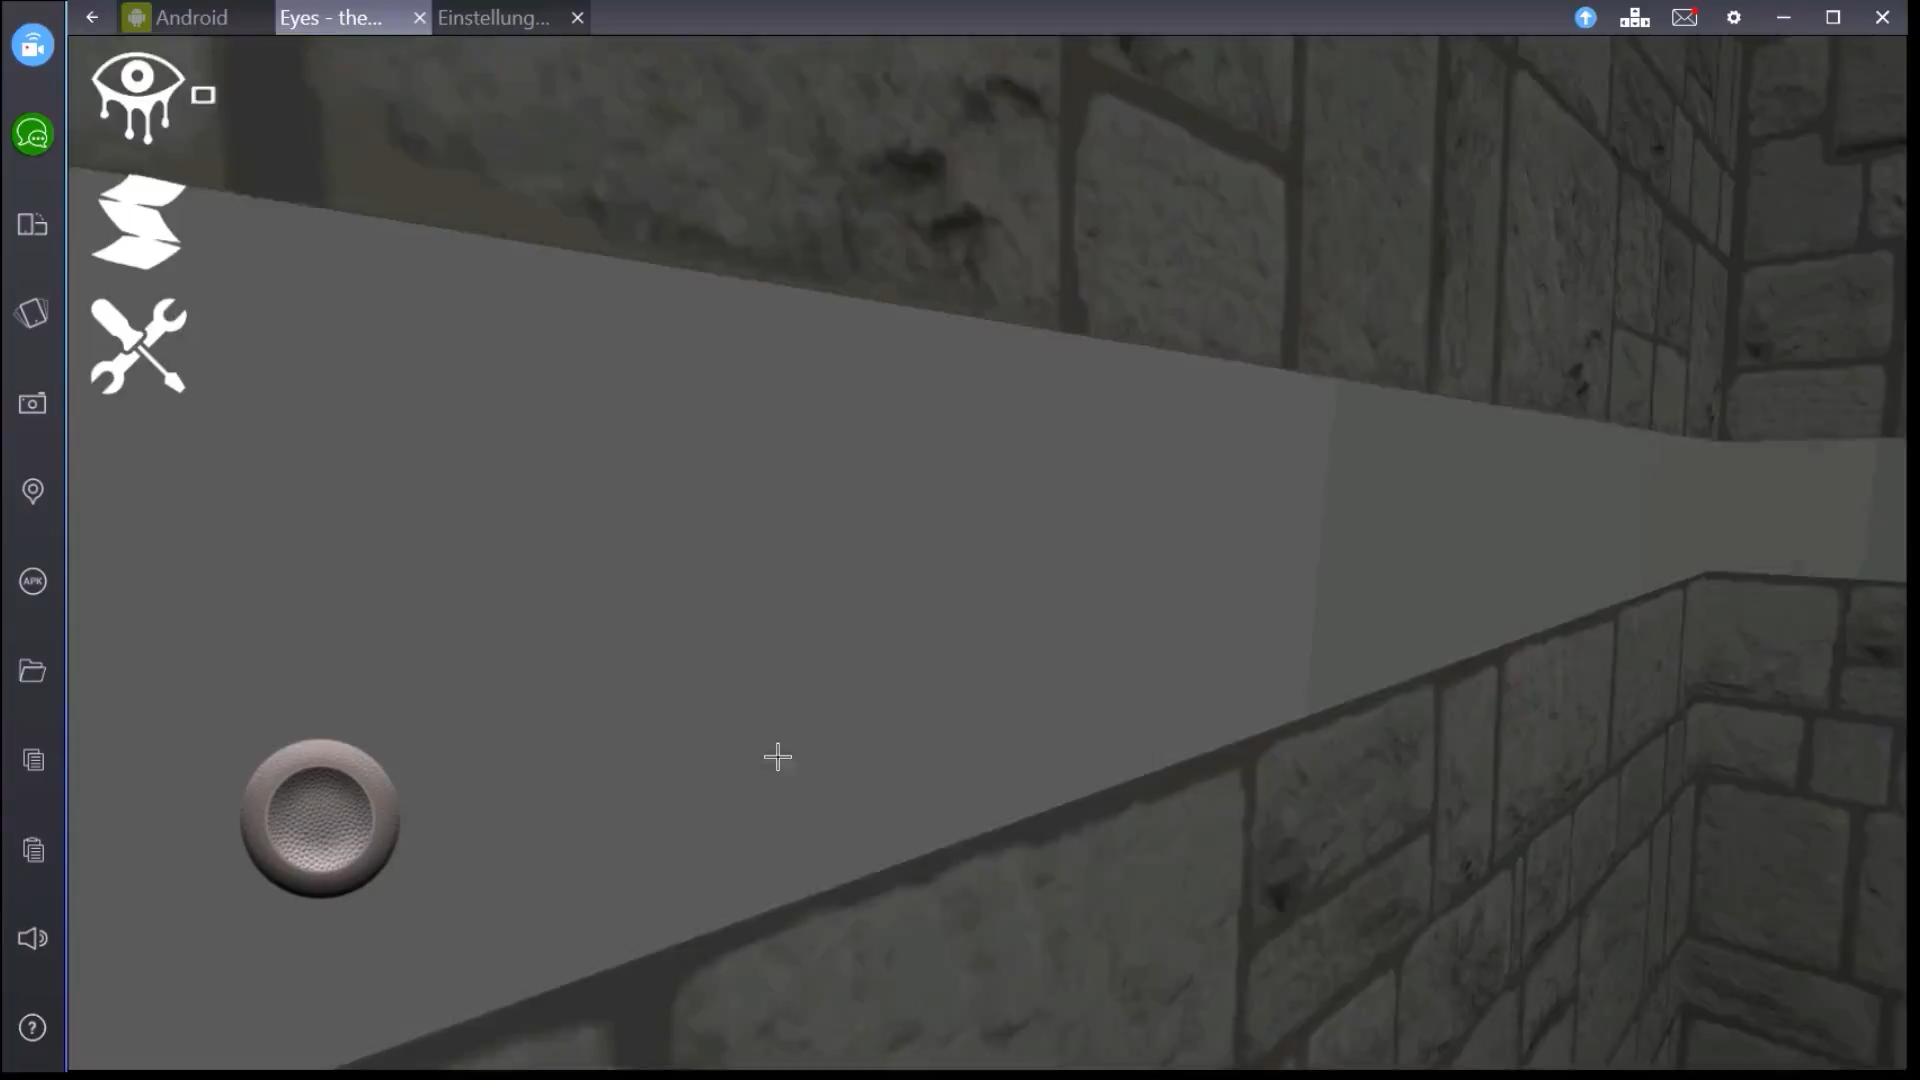 Android
Eyes - the...
Einstellung...
APK